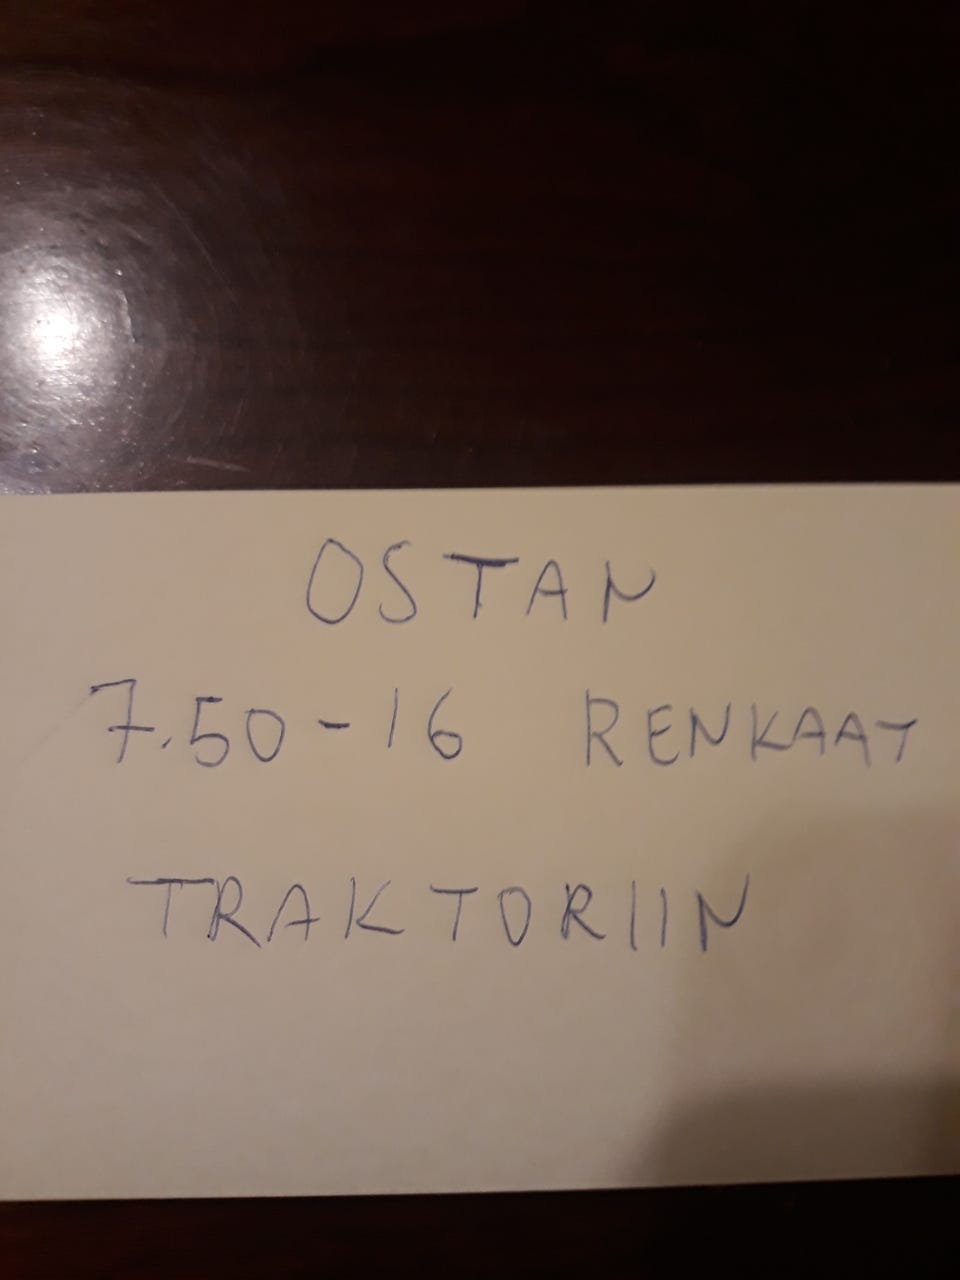 OSTAN
7.50-16 RENKAAT
TRAKTORIIN